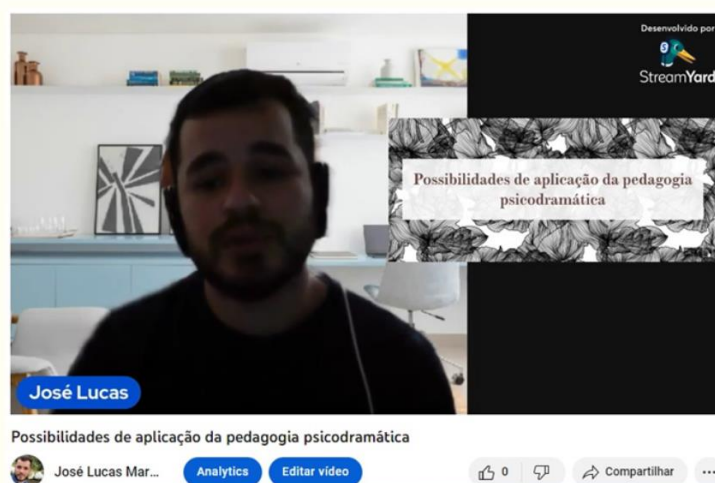 Desenvolvido por
StreamYard
Possibilidades de aplicação da pedagogia
psicodramática
José Lucas
Possibilidades de aplicação da pedagogia psicodramática
José Lucas Mar...
Analytics
Editar vídeo
0
Compartilhar
...